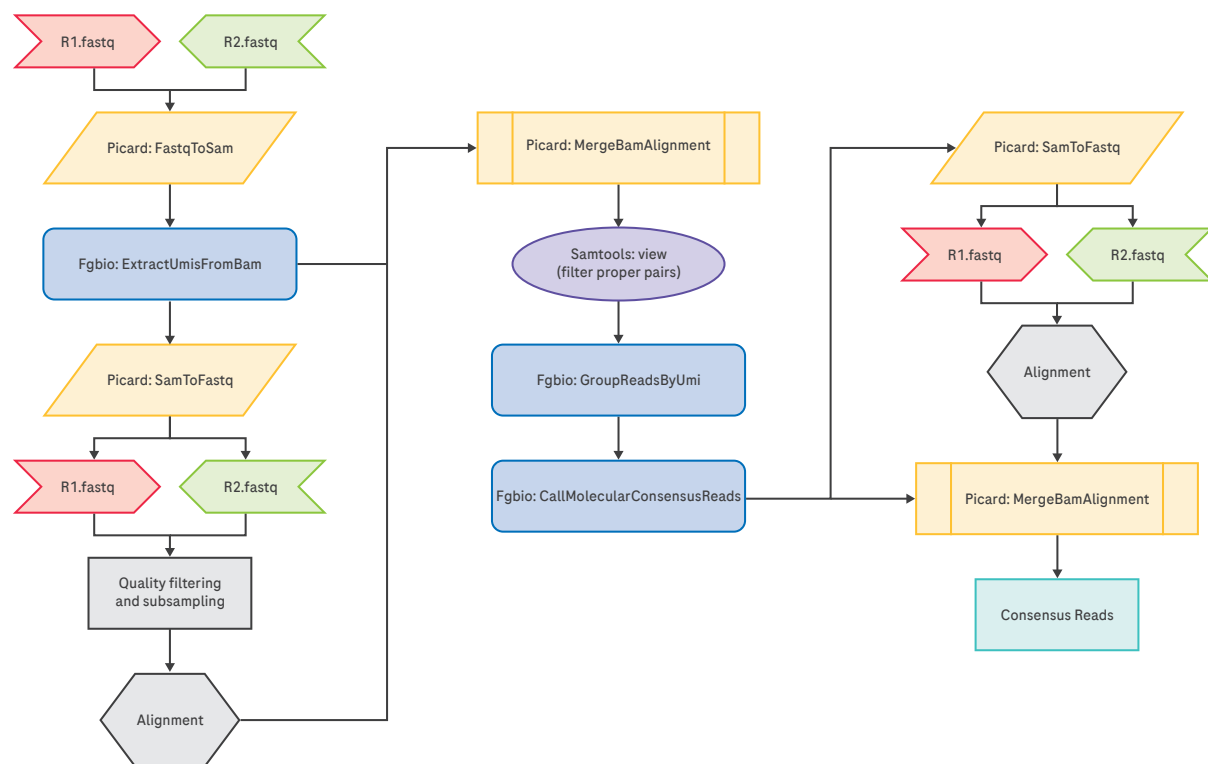 R1.fastq
R2.fastq
Picard: FastqToSam
Fgbio: ExtractUmisFromBam
Picard: SamToFastq
R1.fastq
R2.fastq
Quality filtering
and subsampling
Alignment
Picard: MergeBamAlignment
Samtools: view
(filter proper pairs)
Fgbio: GroupReadsByUmi
Fgbio: CallMolecularConsensusReads
Picard: SamToFastq
R1.fastq
R2.fastq
Alignment
Picard: MergeBamAlignment
Consensus Reads